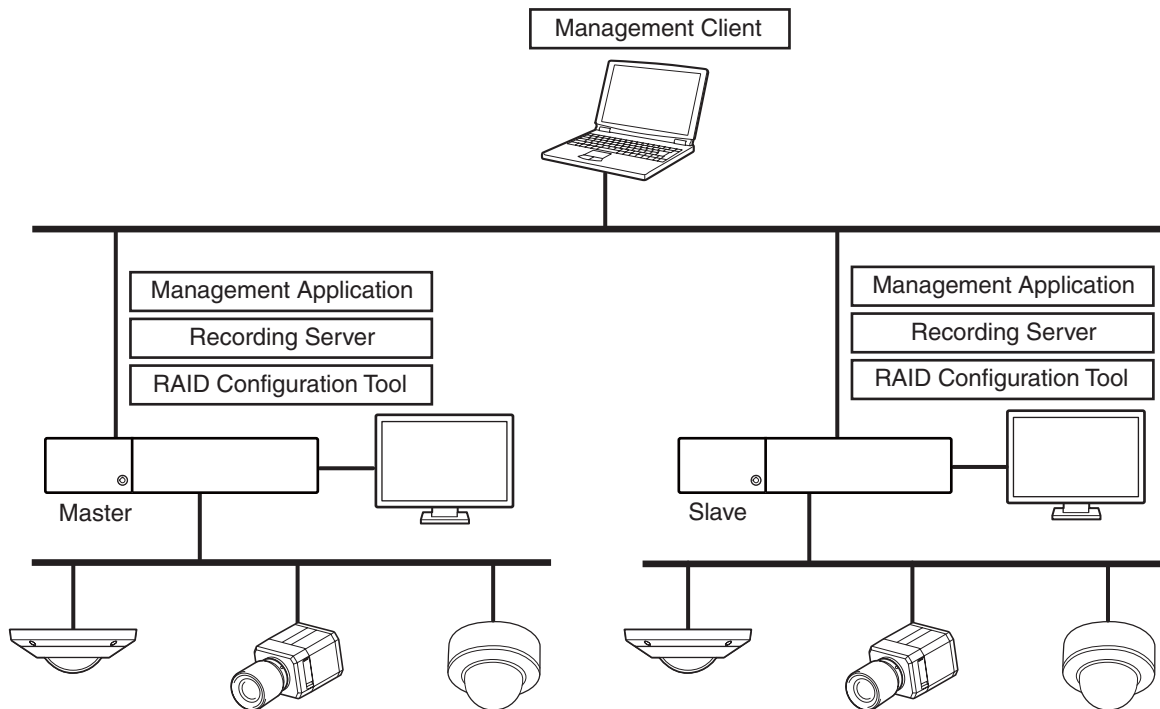 Management Client
Management Application
Recording Server
RAID Configuration Tool
Master
Management Application
Recording Server
RAID Configuration Tool
Slave